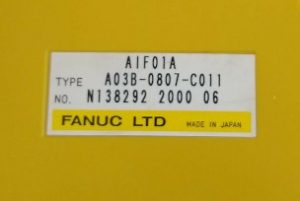 AIF01A
TYPE A03B-0807-C011
NO. N138292 2000 06
FANUC LTD MADE IN JAPAN